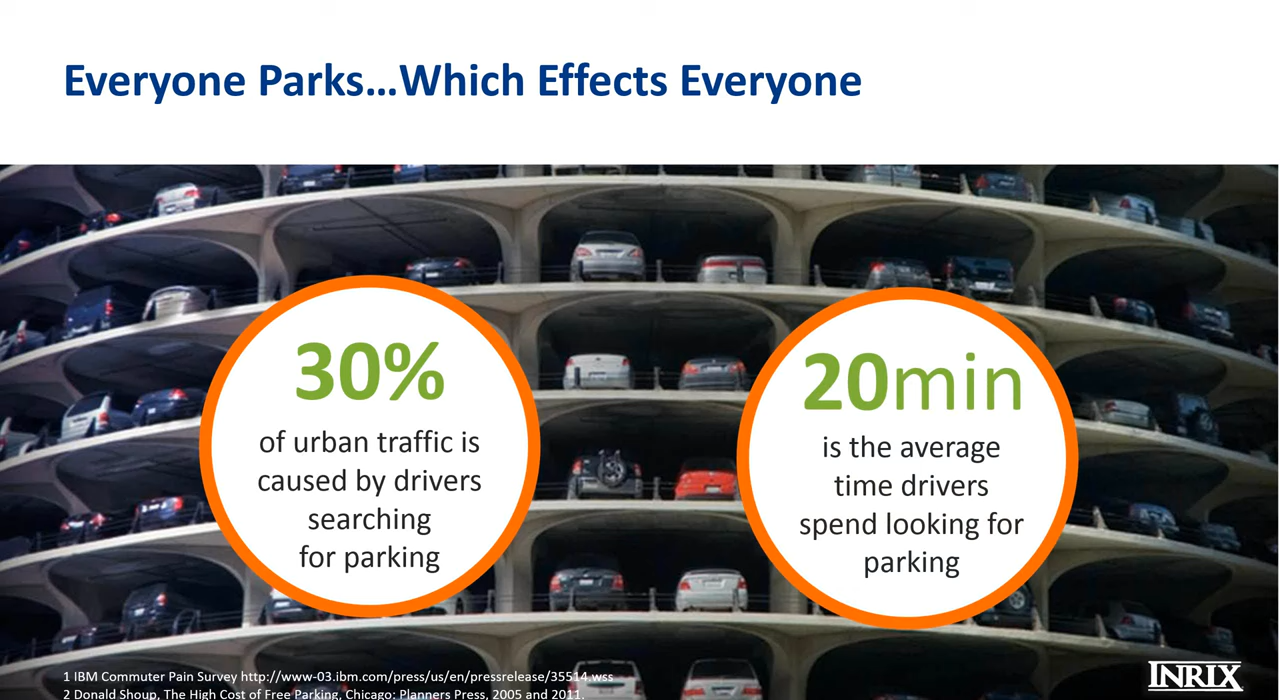 Everyone Parks...Which Effects Everyone
30%
of urban traffic is
caused by drivers
searching
for parking
20min
is the average
time drivers
spend looking for
parking
1 IBM Commuter Pain Survey http://www-03.ibm.com/press/us/en/pressrelease/35514.wss
2 Donald Shoup, The High Cost of Free Parking, Chicago: Planners Press, 2005 and 2011.
INRIX